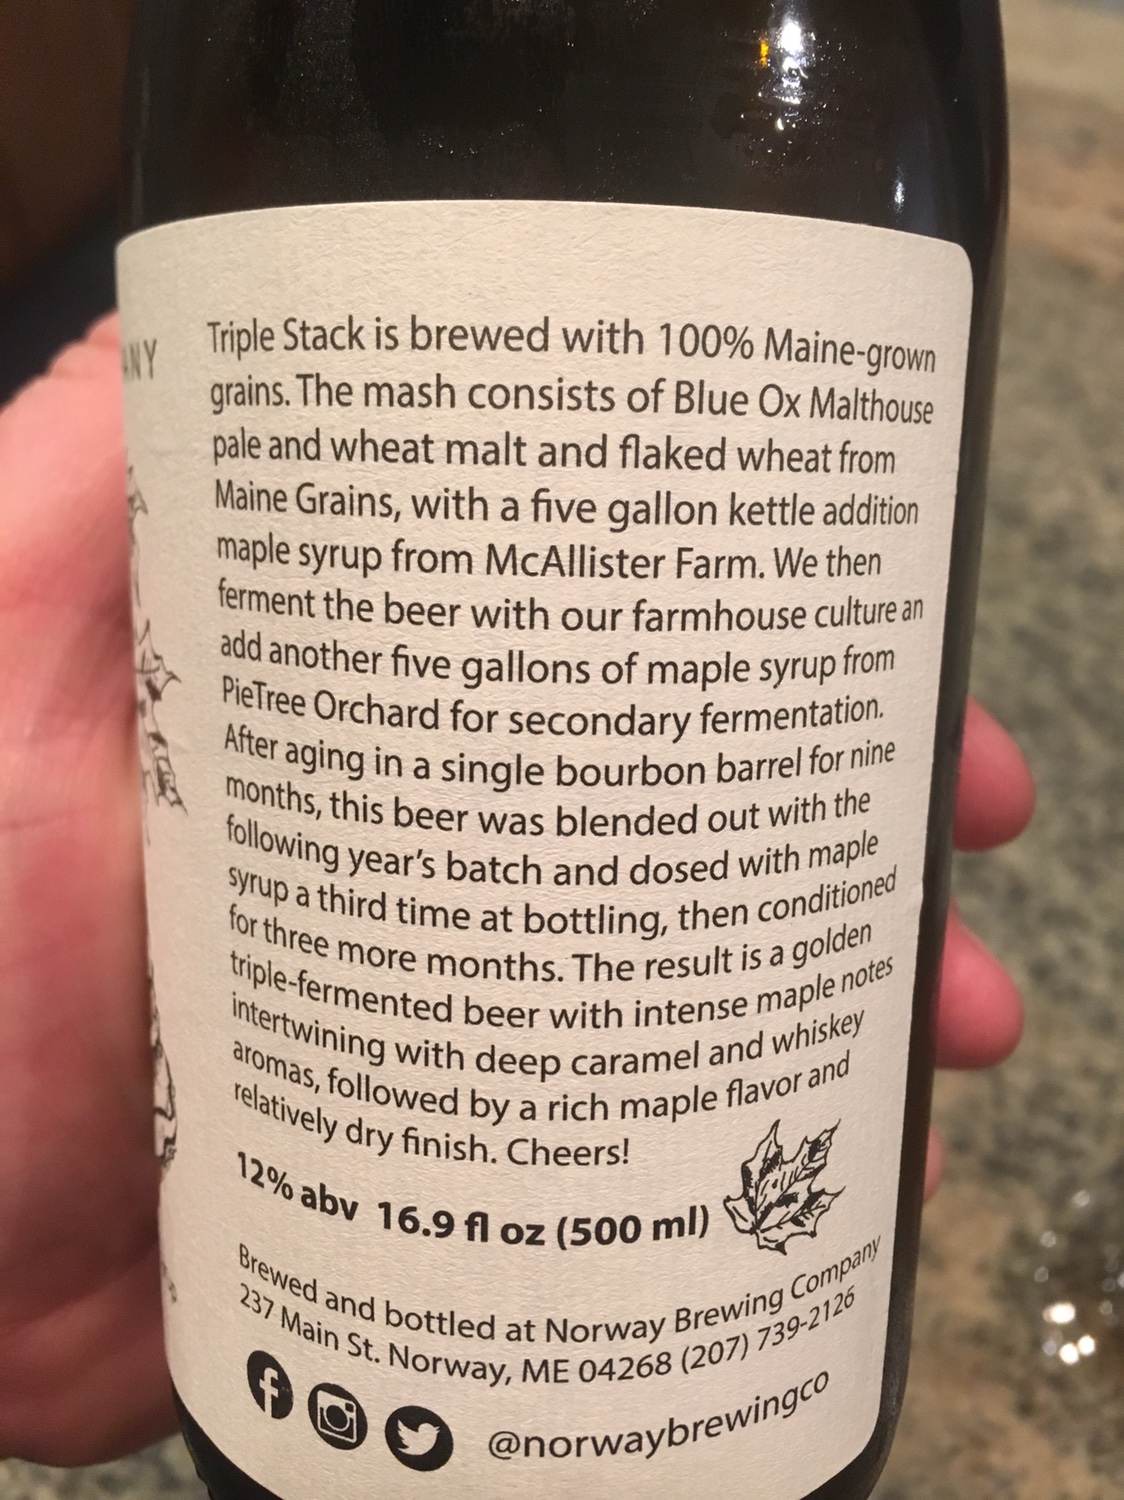 ANY
Triple Stack is brewed with 100% Maine-grown
grains. The mash consists of Blue Ox Malthouse
pale and wheat malt and flaked wheat from
Maine Grains, with a five gallon kettle addition
maple syrup from McAllister Farm. We then
ferment the beer with our farmhouse culture an
add another five gallons of maple syrup from
PieTree Orchard for secondary fermentation.
After aging in a single bourbon barrel for nine
months, this beer was blended out with the
following year's batch and dosed with maple
syrup a third time at bottling, then conditioned
for three more months. The result is a golden
triple-fermented beer with intense maple notes
intertwining with deep caramel and whiskey
aromas, followed by a rich maple flavor and
relatively dry finish. Cheers!
12% abv 16.9 fl oz (500 ml)
Brewed and bottled at Norway Brewing Company
237 Main St. Norway, ME 04268 (207) 739-2126
@norwaybrewingco